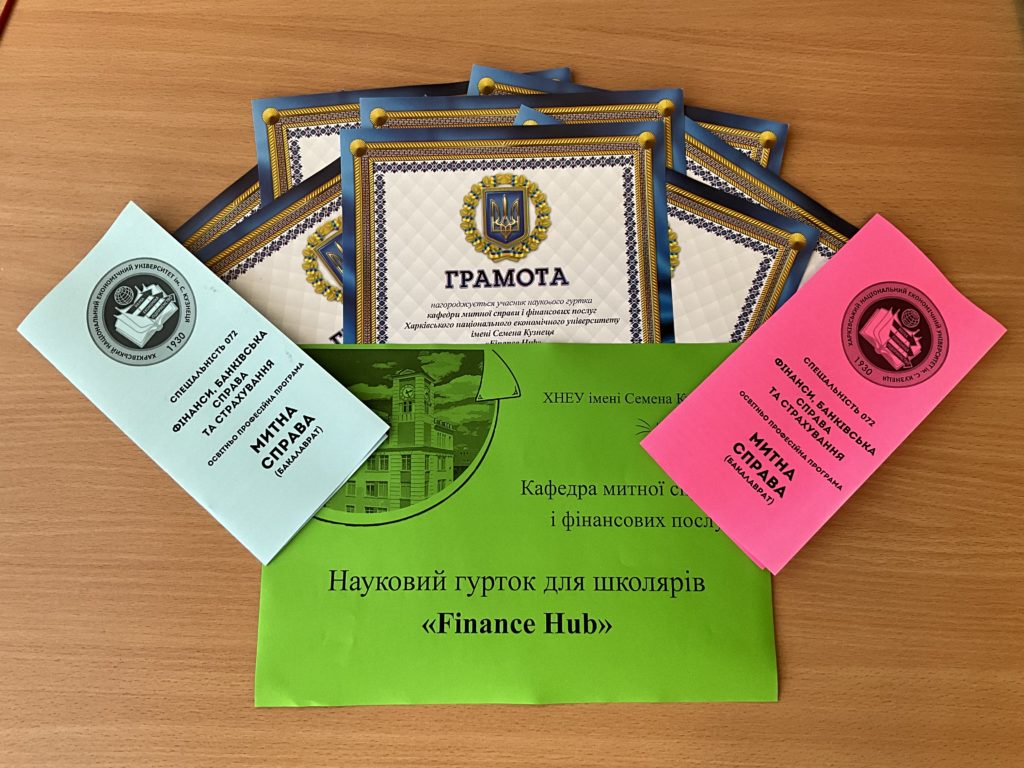 ГРАМОТА
нагороджується учасник наукового гуртка
кафедри митної справи і фінансових послуг
Харківського національного економічного університету
імені Семена Кузнеця
«Finance Hub»
ХАРКІВСЬКИЙ НАЦІОНАЛЬНИЙ ЕКОНОМІЧНИЙ УНІВЕРСИТЕТ ІМ. С. КУЗНЕЦЯ
1930
СПЕЦІАЛЬНІСТЬ 072
ФІНАНСИ, БАНКІВСЬКА
СПРАВА
ТА СТРАХУВАННЯ
ОСВІТНЬО ПРОФЕСІЙНА ПРОГРАМА
МИТНА
СПРАВА
(БАКАЛАВРАТ)
ХАРКІВСЬКИЙ НАЦІОНАЛЬНИЙ ЕКОНОМІЧНИЙ УНІВЕРСИТЕТ ІМ. С. КУЗНЕЦЯ
1930
СПЕЦІАЛЬНІСТЬ 072
ФІНАНСИ, БАНКІВСЬКА
СПРАВА
ТА СТРАХУВАННЯ
ОСВІТНЬО ПРОФЕСІЙНА ПРОГРАМА
МИТНА
СПРАВА
(БАКАЛАВРАТ)
ХНЕУ імені Семена К
Кафедра митної с
і фінансових послу
Науковий гурток для школярів
«Finance Hub»